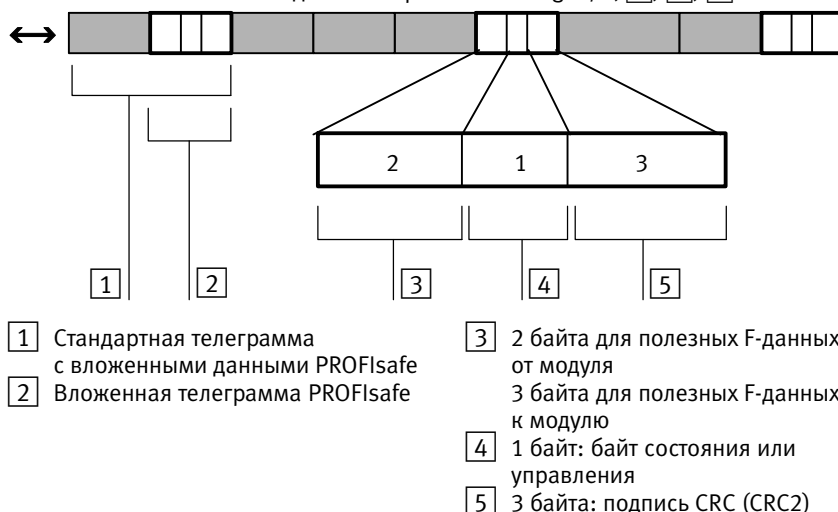 2 1 3
1 2 3 4 5
1 Стандартная телеграмма
с вложенными данными PROFIsafe
2 Вложенная телеграмма PROFIsafe
3 2 байта для полезных F-данных
от модуля
3 байта для полезных F-данных
к модулю
4 1 байт: байт состояния или
управления
5 3 байта: подпись CRC (CRC2)